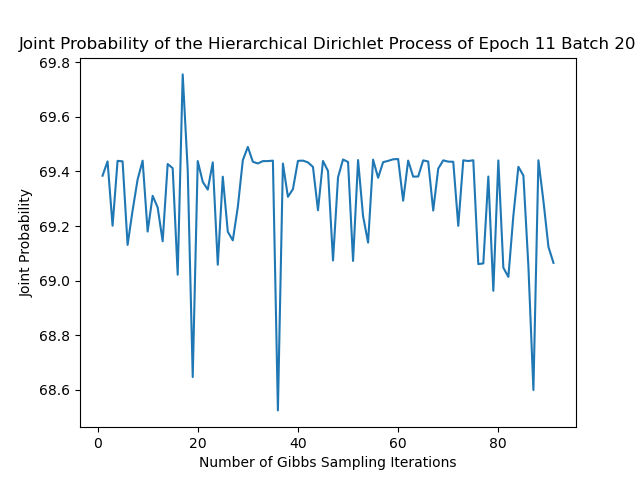 Joint Probability of the Hierarchical Dirichlet Process of Epoch 11 Batch 20
69.8
69.6
69.4
69.2
69.0
68.8
68.6
Joint Probability
0 20 40 60 80
Number of Gibbs Sampling Iterations